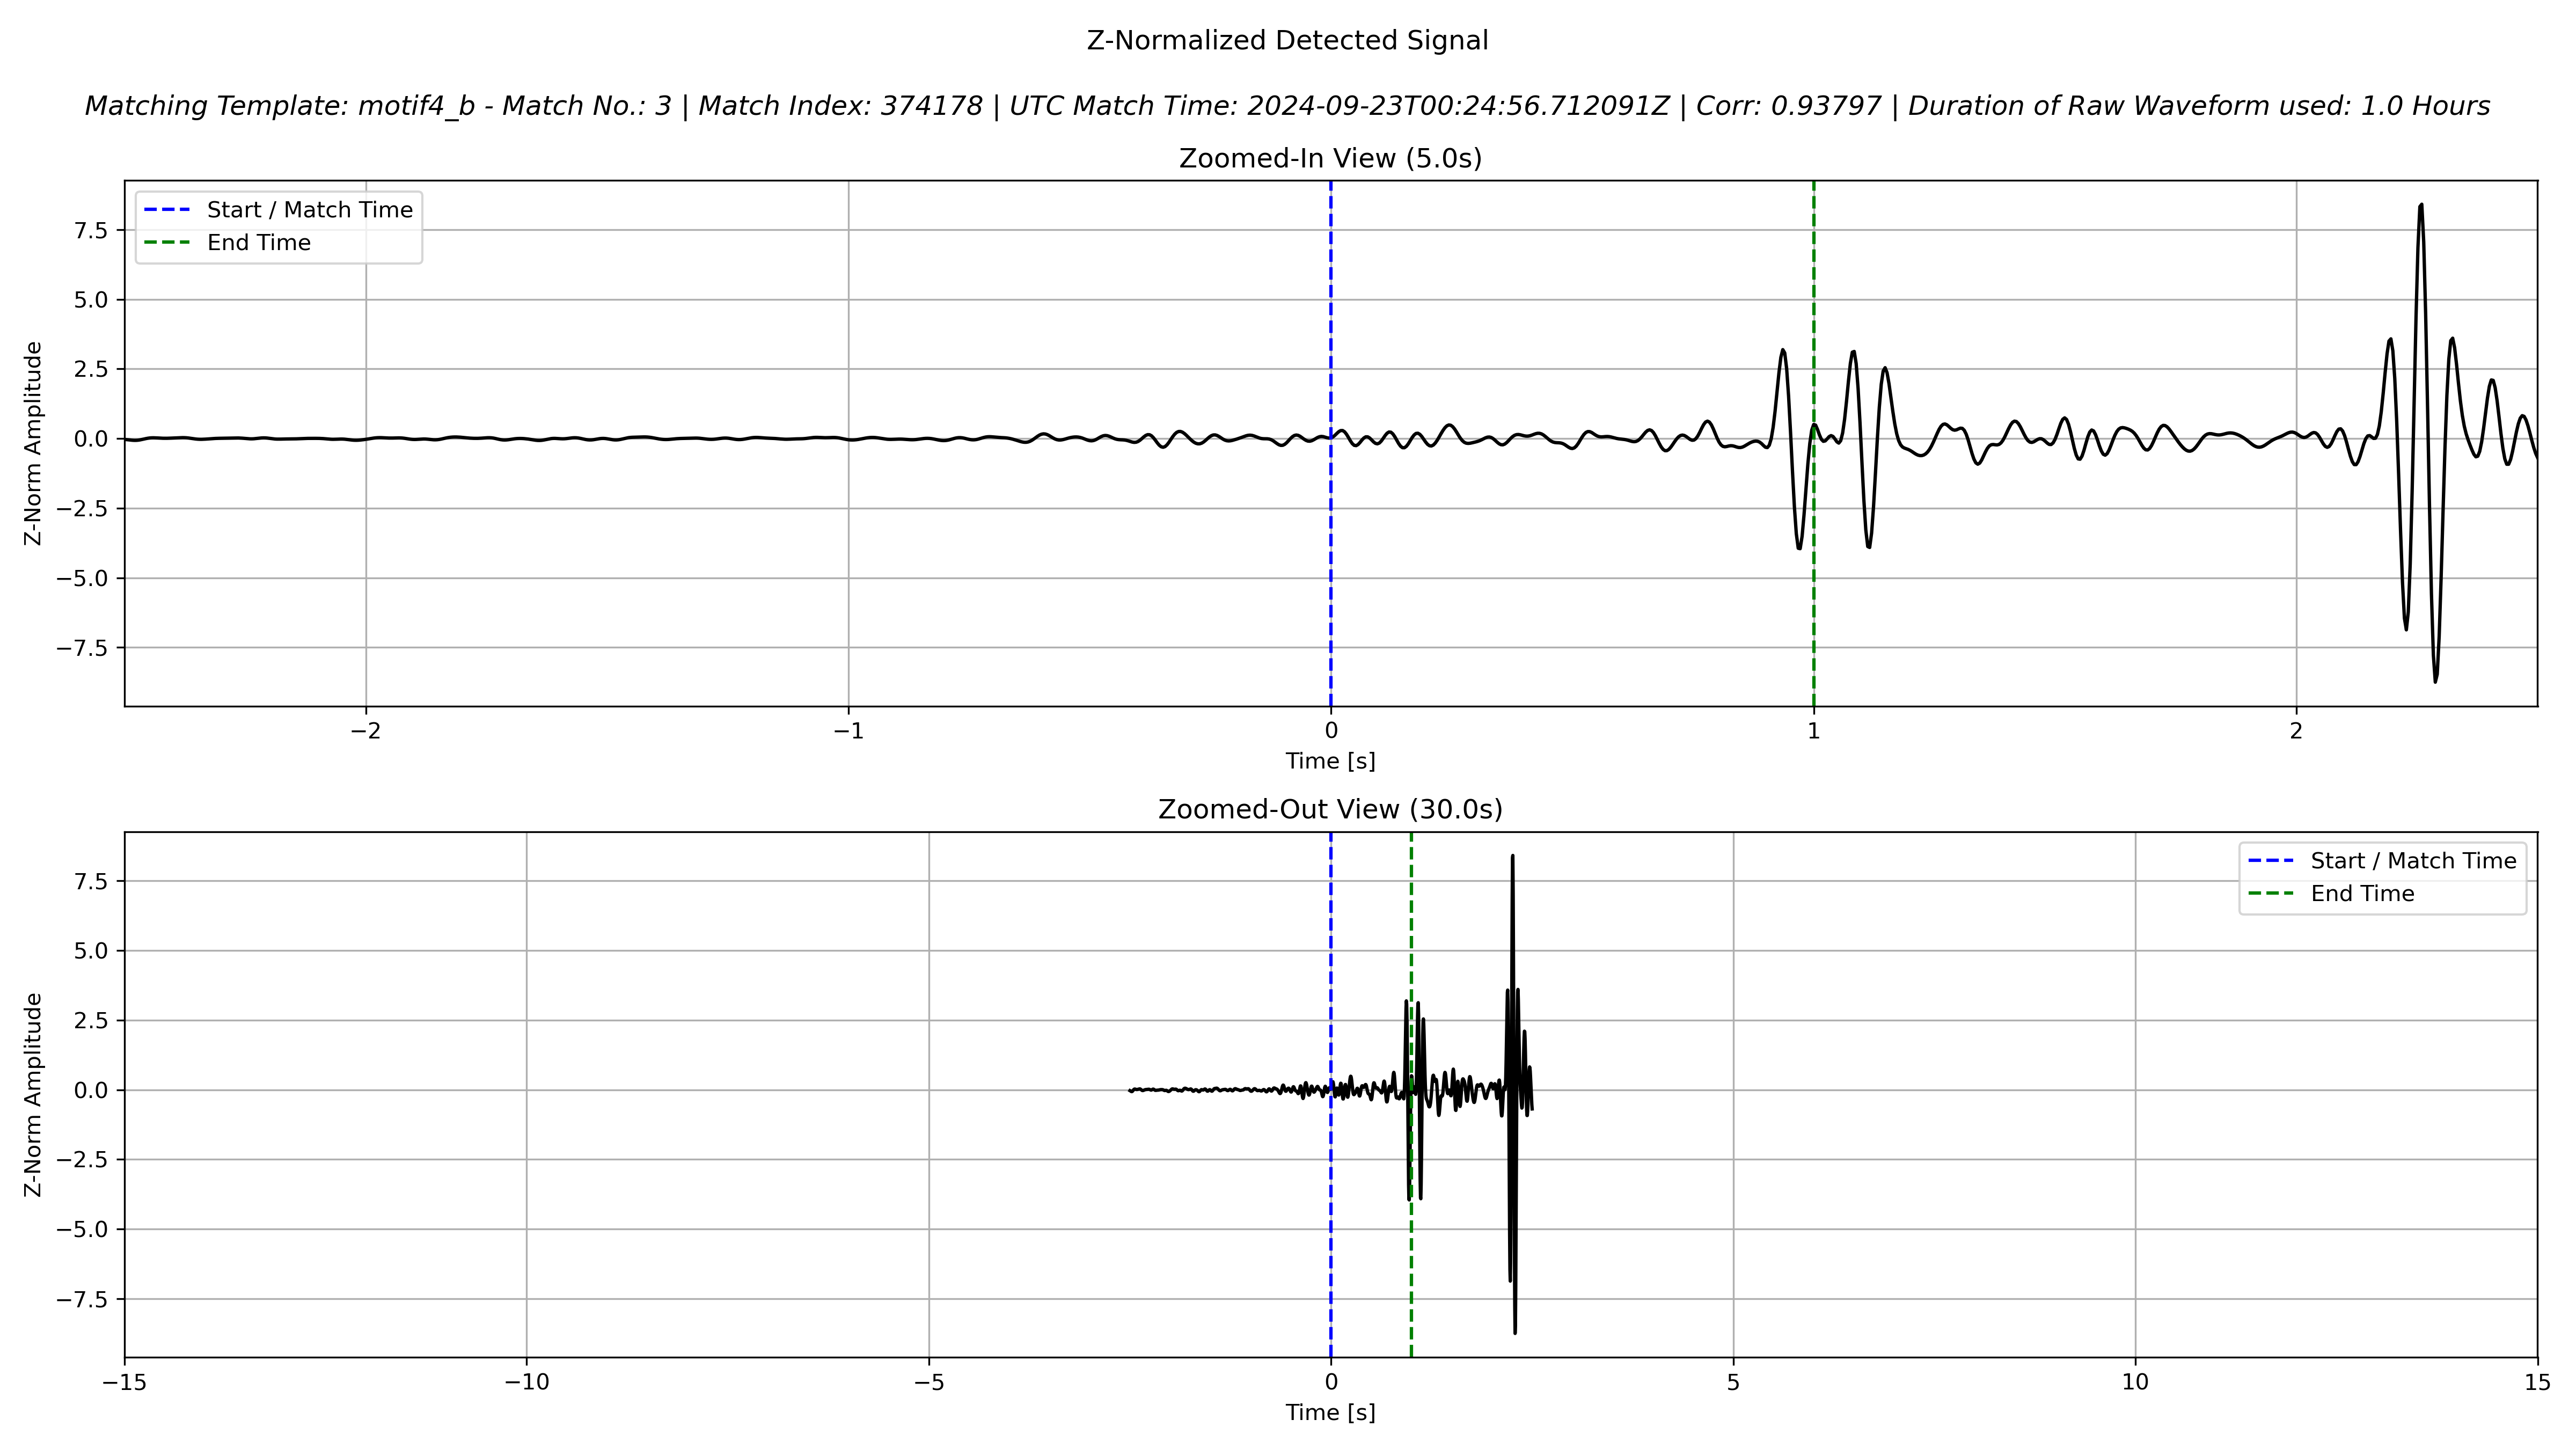 Z-Normalized Detected Signal
Matching Template: motif4_b - Match No.: 3 | Match Index: 374178 | UTC Match Time: 2024-09-23T00:24:56.712091Z | Corr: 0.93797 | Duration of Raw Waveform used: 1.0 Hours
Zoomed-In View (5.0s)
Start / Match Time
End Time
Z-Norm Amplitude
7.5
5.0
2.5
0.0
−2.5
−5.0
−7.5
−2 −1 0 1 2
Time [s]
Zoomed-Out View (30.0s)
Start / Match Time
End Time
Z-Norm Amplitude
7.5
5.0
2.5
0.0
−2.5
−5.0
−7.5
−15 −10 −5 0 5 10 15
Time [s]